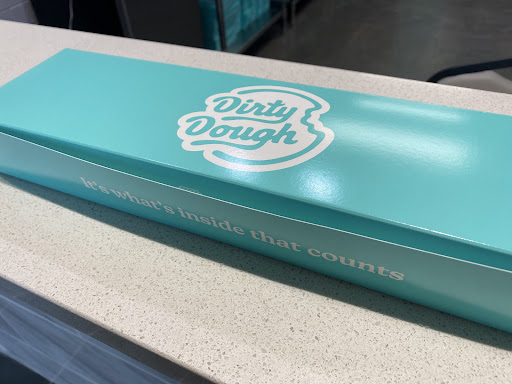 Dirty
Dough
It's what's inside that counts